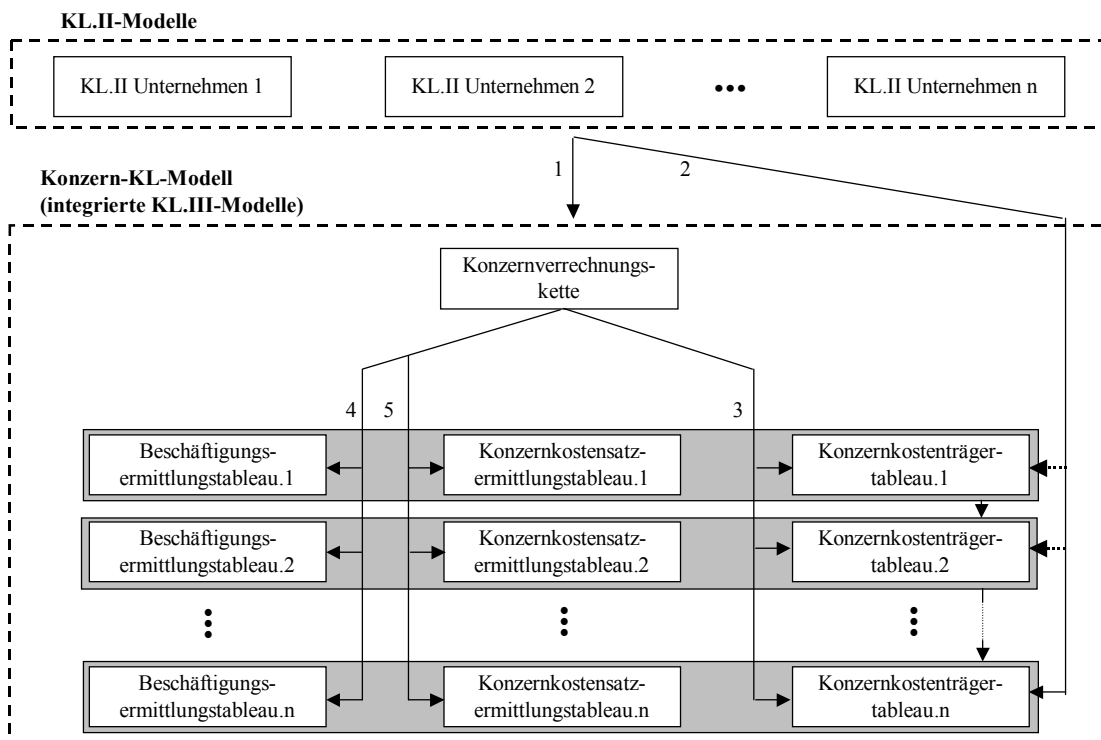 KL.II-Modelle
KL.II Unternehmen 1
KL.II Unternehmen 2
KL.II Unternehmen n
1
2
Konzern-KL-Modell
(integrierte KL.III-Modelle)
Konzernverrechnungs-
kette
4
5
3
Beschäftigungs-
ermittlungstableau.1
Konzernkostensatz-
ermittlungstableau.1
Konzernkostenträger-
tableau.1
Beschäftigungs-
ermittlungstableau.2
Konzernkostensatz-
ermittlungstableau.2
Konzernkostenträger-
tableau.2
Beschäftigungs-
ermittlungstableau.n
Konzernkostensatz-
ermittlungstableau.n
Konzernkostenträger-
tableau.n